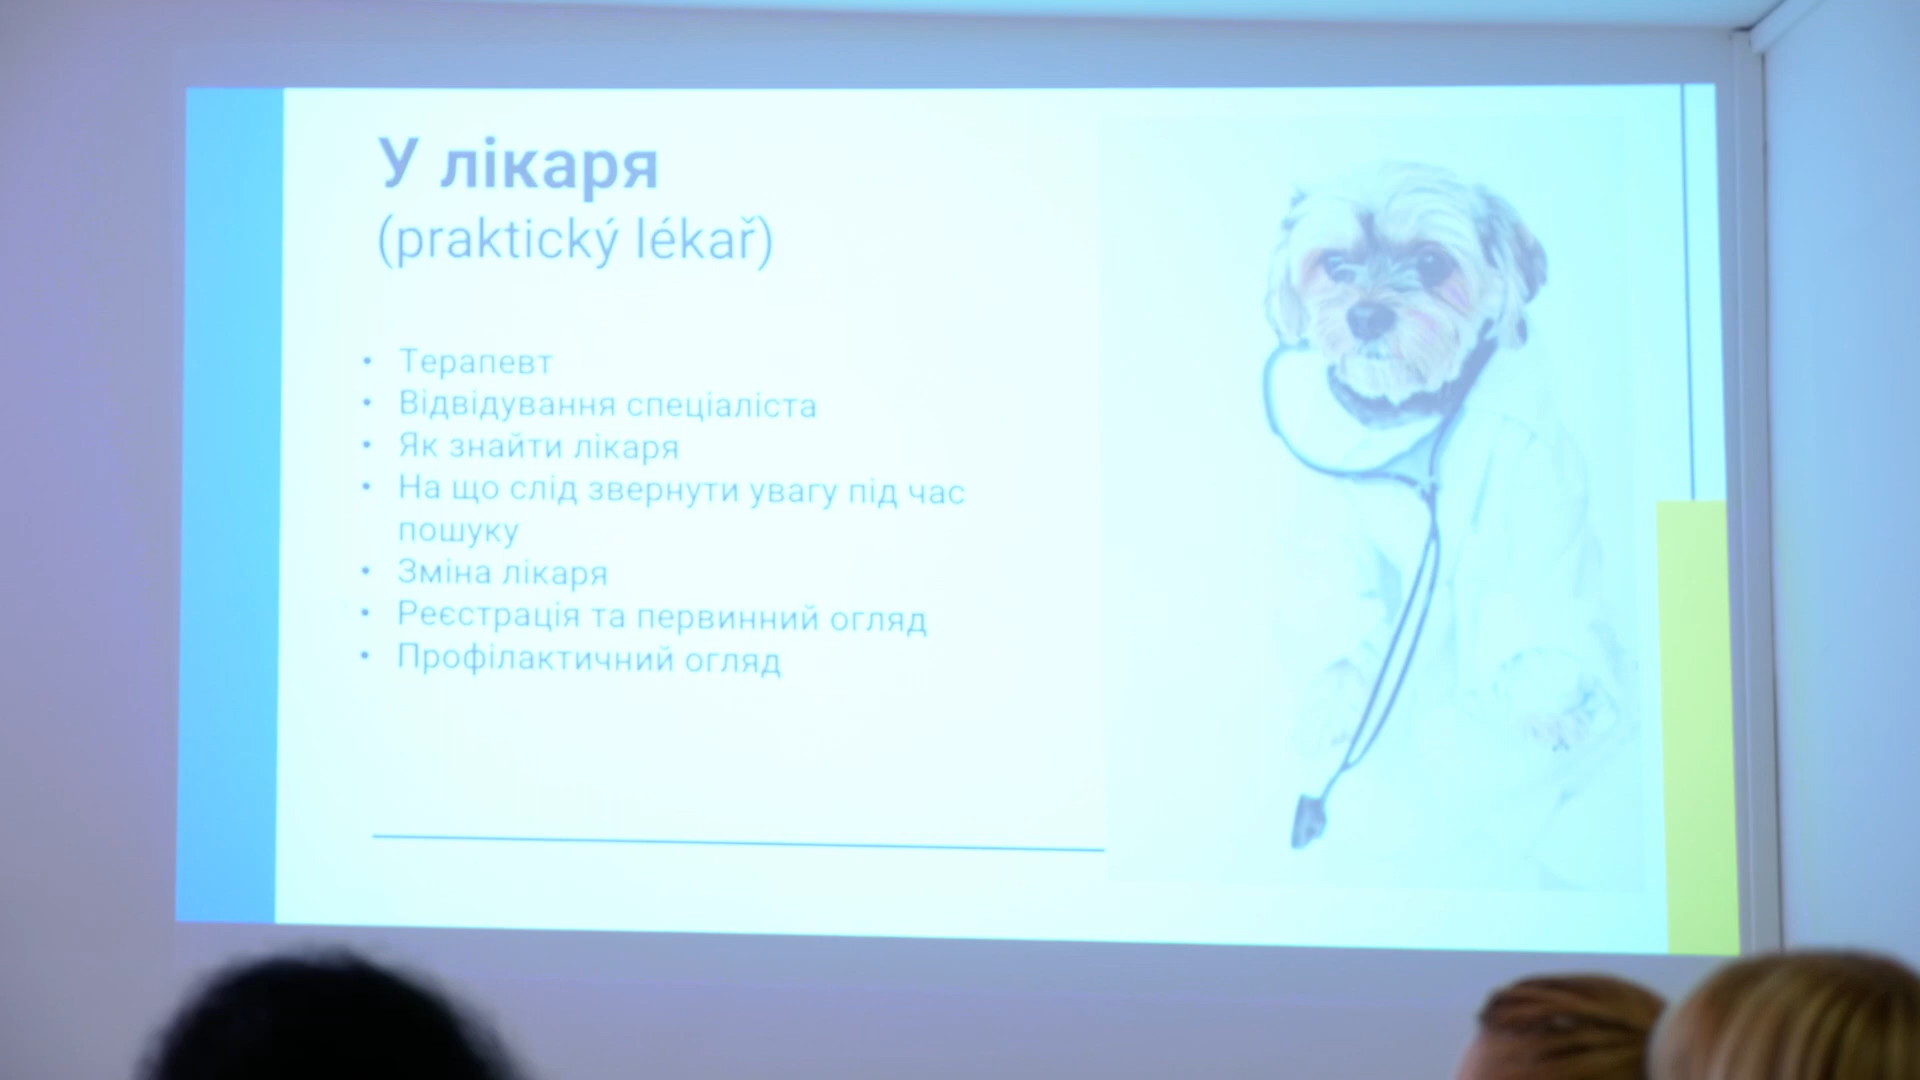 У лікаря
(praktický lékař)
• Терапевт
• Відвідування спеціаліста
• Як знайти лікаря
• На що слід звернути увагу під час
пошуку
• Зміна лікаря
• Реєстрація та первинний огляд
• Профілактичний огляд